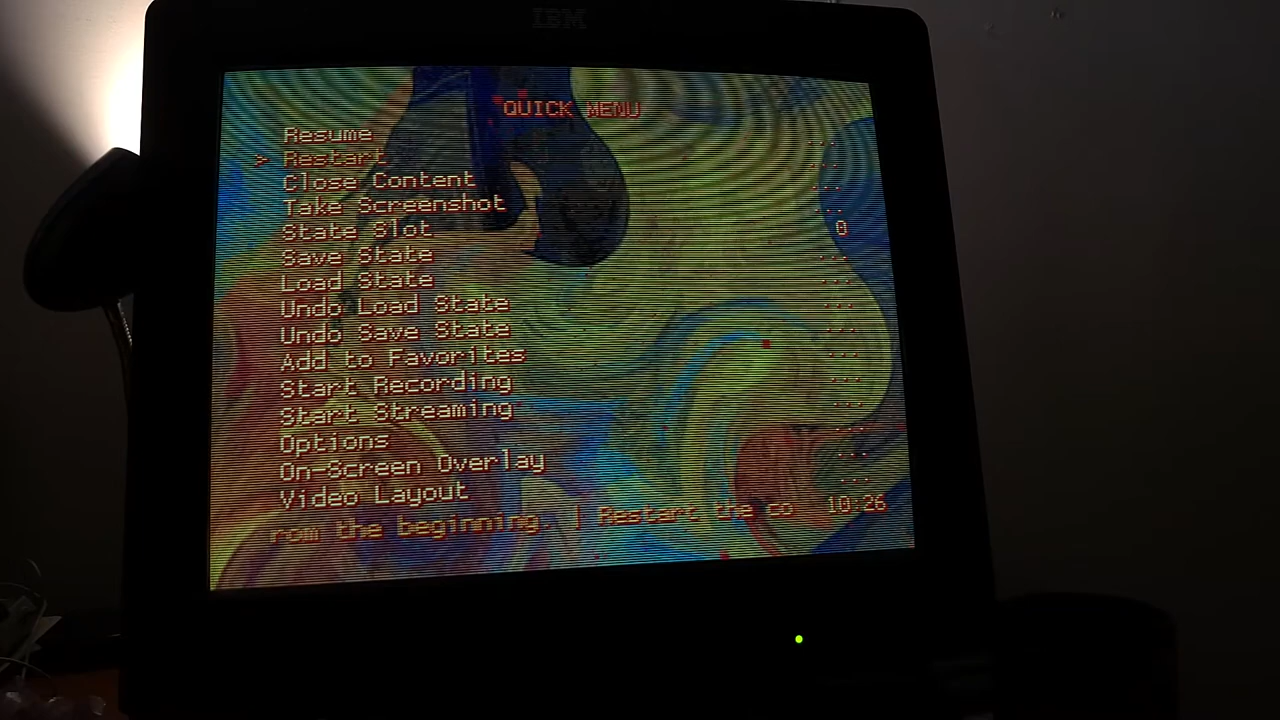 IBM
QUICK MENU
Resume ...
> Restart ...
Close Content ...
Take Screenshot ...
State Slot 0
Save State ...
Load State ...
Undo Load State ...
Undo Save State ...
Add to Favorites ...
Start Recording ...
Start Streaming ...
Options ...
On-Screen Overlay ...
Video Layout ...
rom the beginning. | Restart the co 10:26